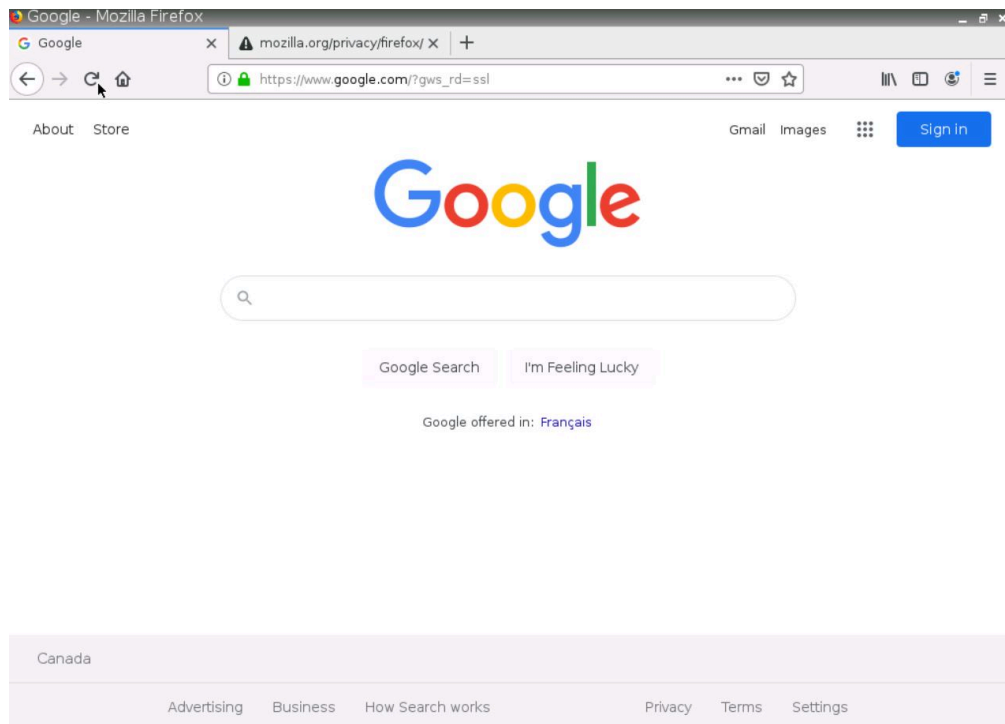 Google - Mozilla Firefox
Google mozilla.org/privacy/firefox/
https://www.google.com/?gws_rd=ssl
About Store Gmail Images Sign in
Google
Google Search I'm Feeling Lucky
Google offered in: Français
Canada
Advertising Business How Search works Privacy Terms Settings